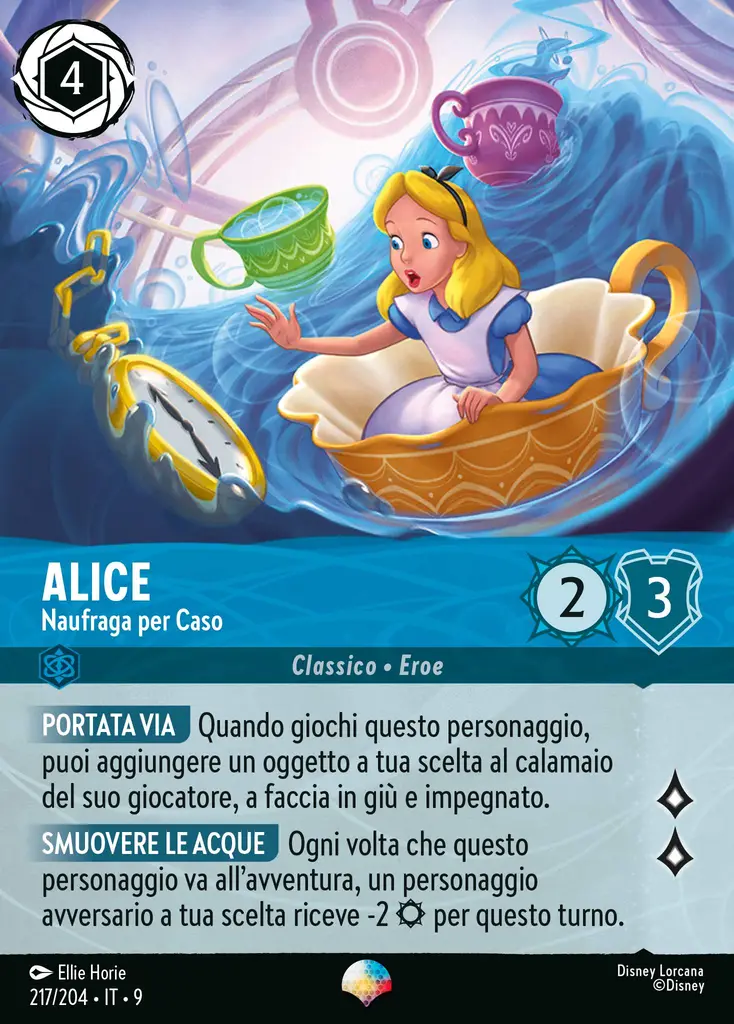 4
ALICE
Naufraga per Caso
2
3
Classico • Eroe
PORTATA VIA Quando giochi questo personaggio,
puoi aggiungere un oggetto a tua scelta al calamaio
del suo giocatore, a faccia in giù e impegnato.
SMUOVERE LE ACQUE Ogni volta che questo
personaggio va all'avventura, un personaggio
avversario a tua scelta riceve -2 per questo turno.
Ellie Horie
217/204 • IT • 9
Disney Lorcana
©Disney